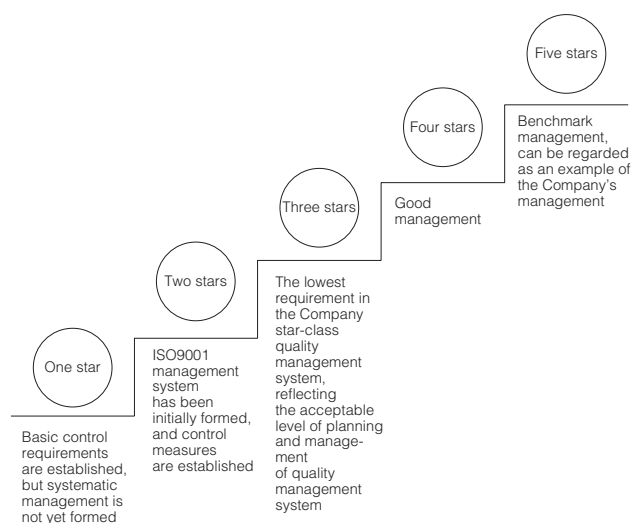 Five stars
Benchmark
management,
can be regarded
as an example of
the Company's
management
Four stars
Good
management
Three stars
The lowest
requirement in
the Company
star-class
quality
management
system,
reflecting
the acceptable
level of planning
and manage-
ment
of quality
management
system
Two stars
ISO9001
management
system
has been
initially formed,
and control
measures
are established
One star
Basic control
requirements
are established,
but systematic
management is
not yet formed